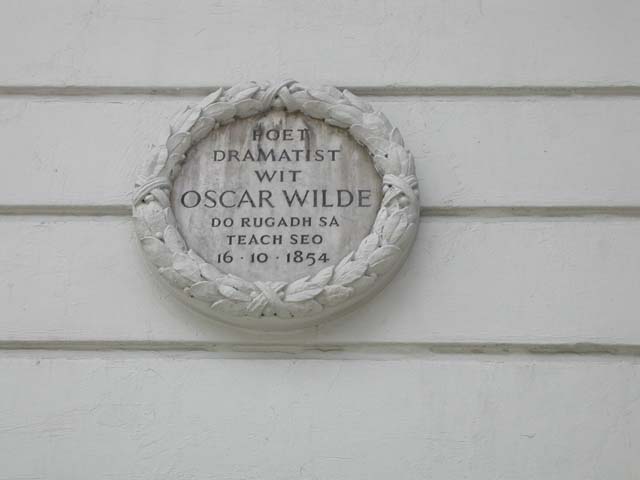 POET
DRAMATIST
WIT
OSCAR WILDE
DO RUGADH SA
TEACH SEO
16 · 10 · 1854